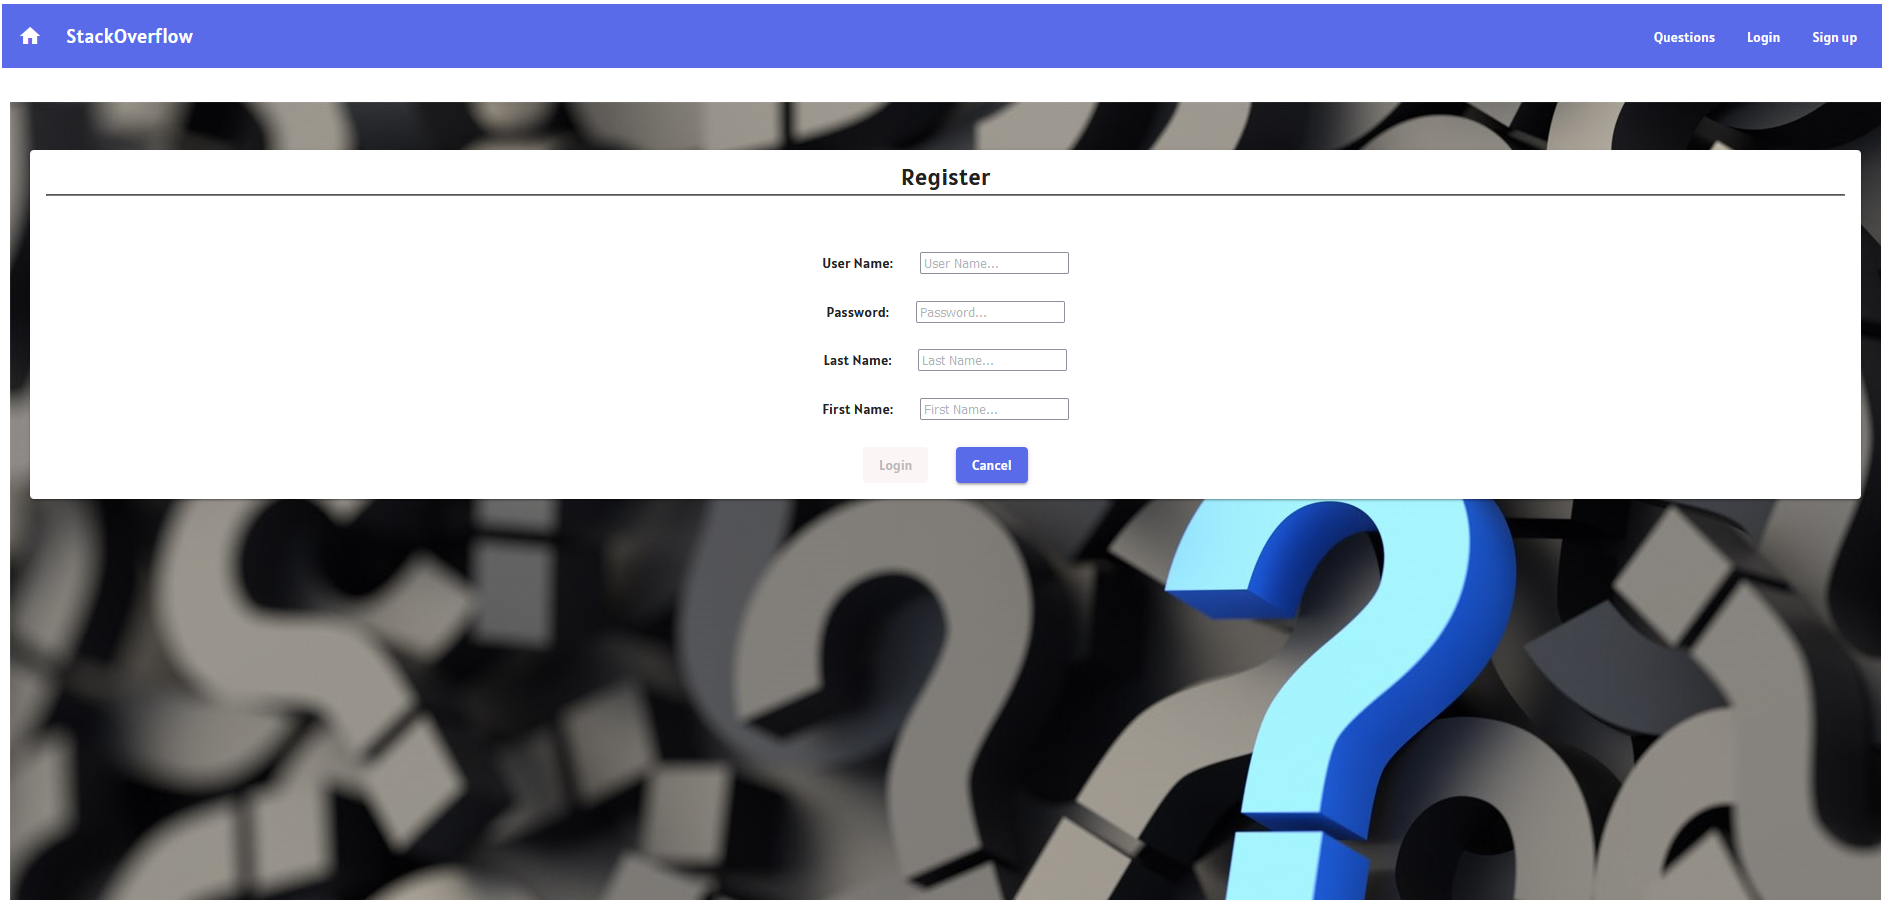 StackOverflow Questions Login Sign up
Register
User Name: User Name...
Password: Password...
Last Name: Last Name...
First Name: First Name...
Login Cancel